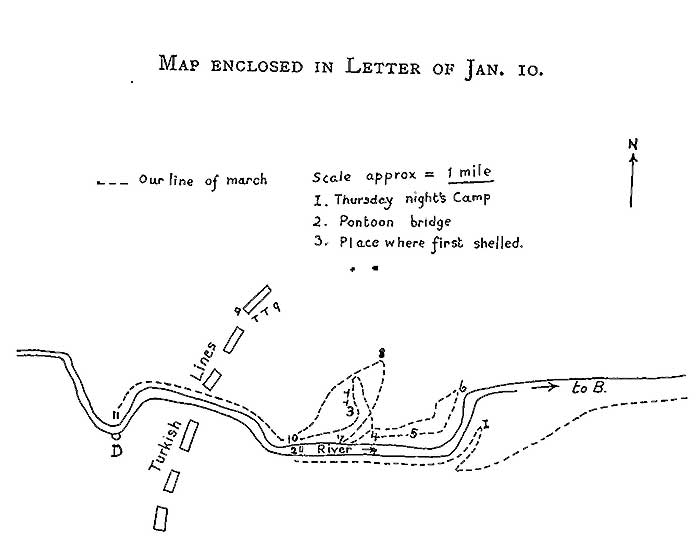 MAP ENCLOSED IN LETTER OF JAN. 10.
N
--- Our line of march
Scale approx = 1 mile
1. Thursday night's Camp
2. Pontoon bridge
3. Place where first shelled.
9
T T 9
Lines
8
6
to B.
3
11
10
4
5
1
D
Turkish
River
2